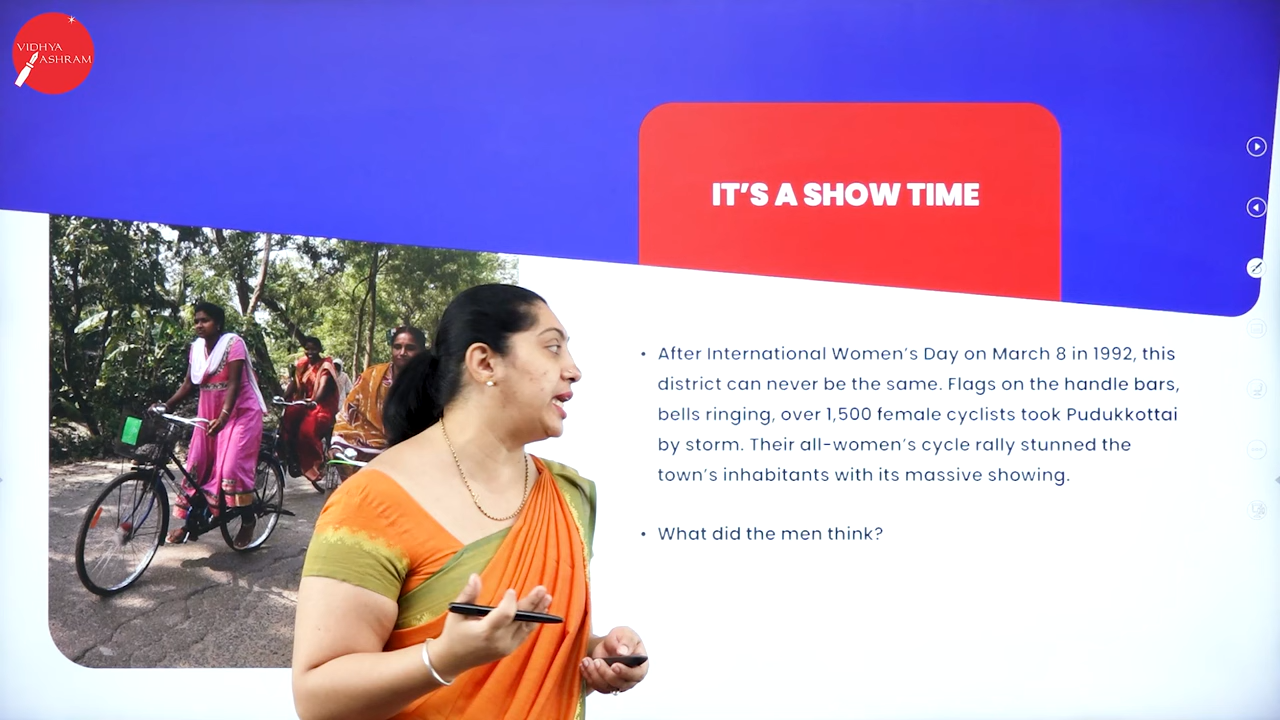 VIDHYA
ASHRAM
IT'S A SHOW TIME
• After International Women's Day on March 8 in 1992, this
district can never be the same. Flags on the handle bars,
bells ringing, over 1,500 female cyclists took Pudukkottai
by storm. Their all-women's cycle rally stunned the
town's inhabitants with its massive showing.
• What did the men think?